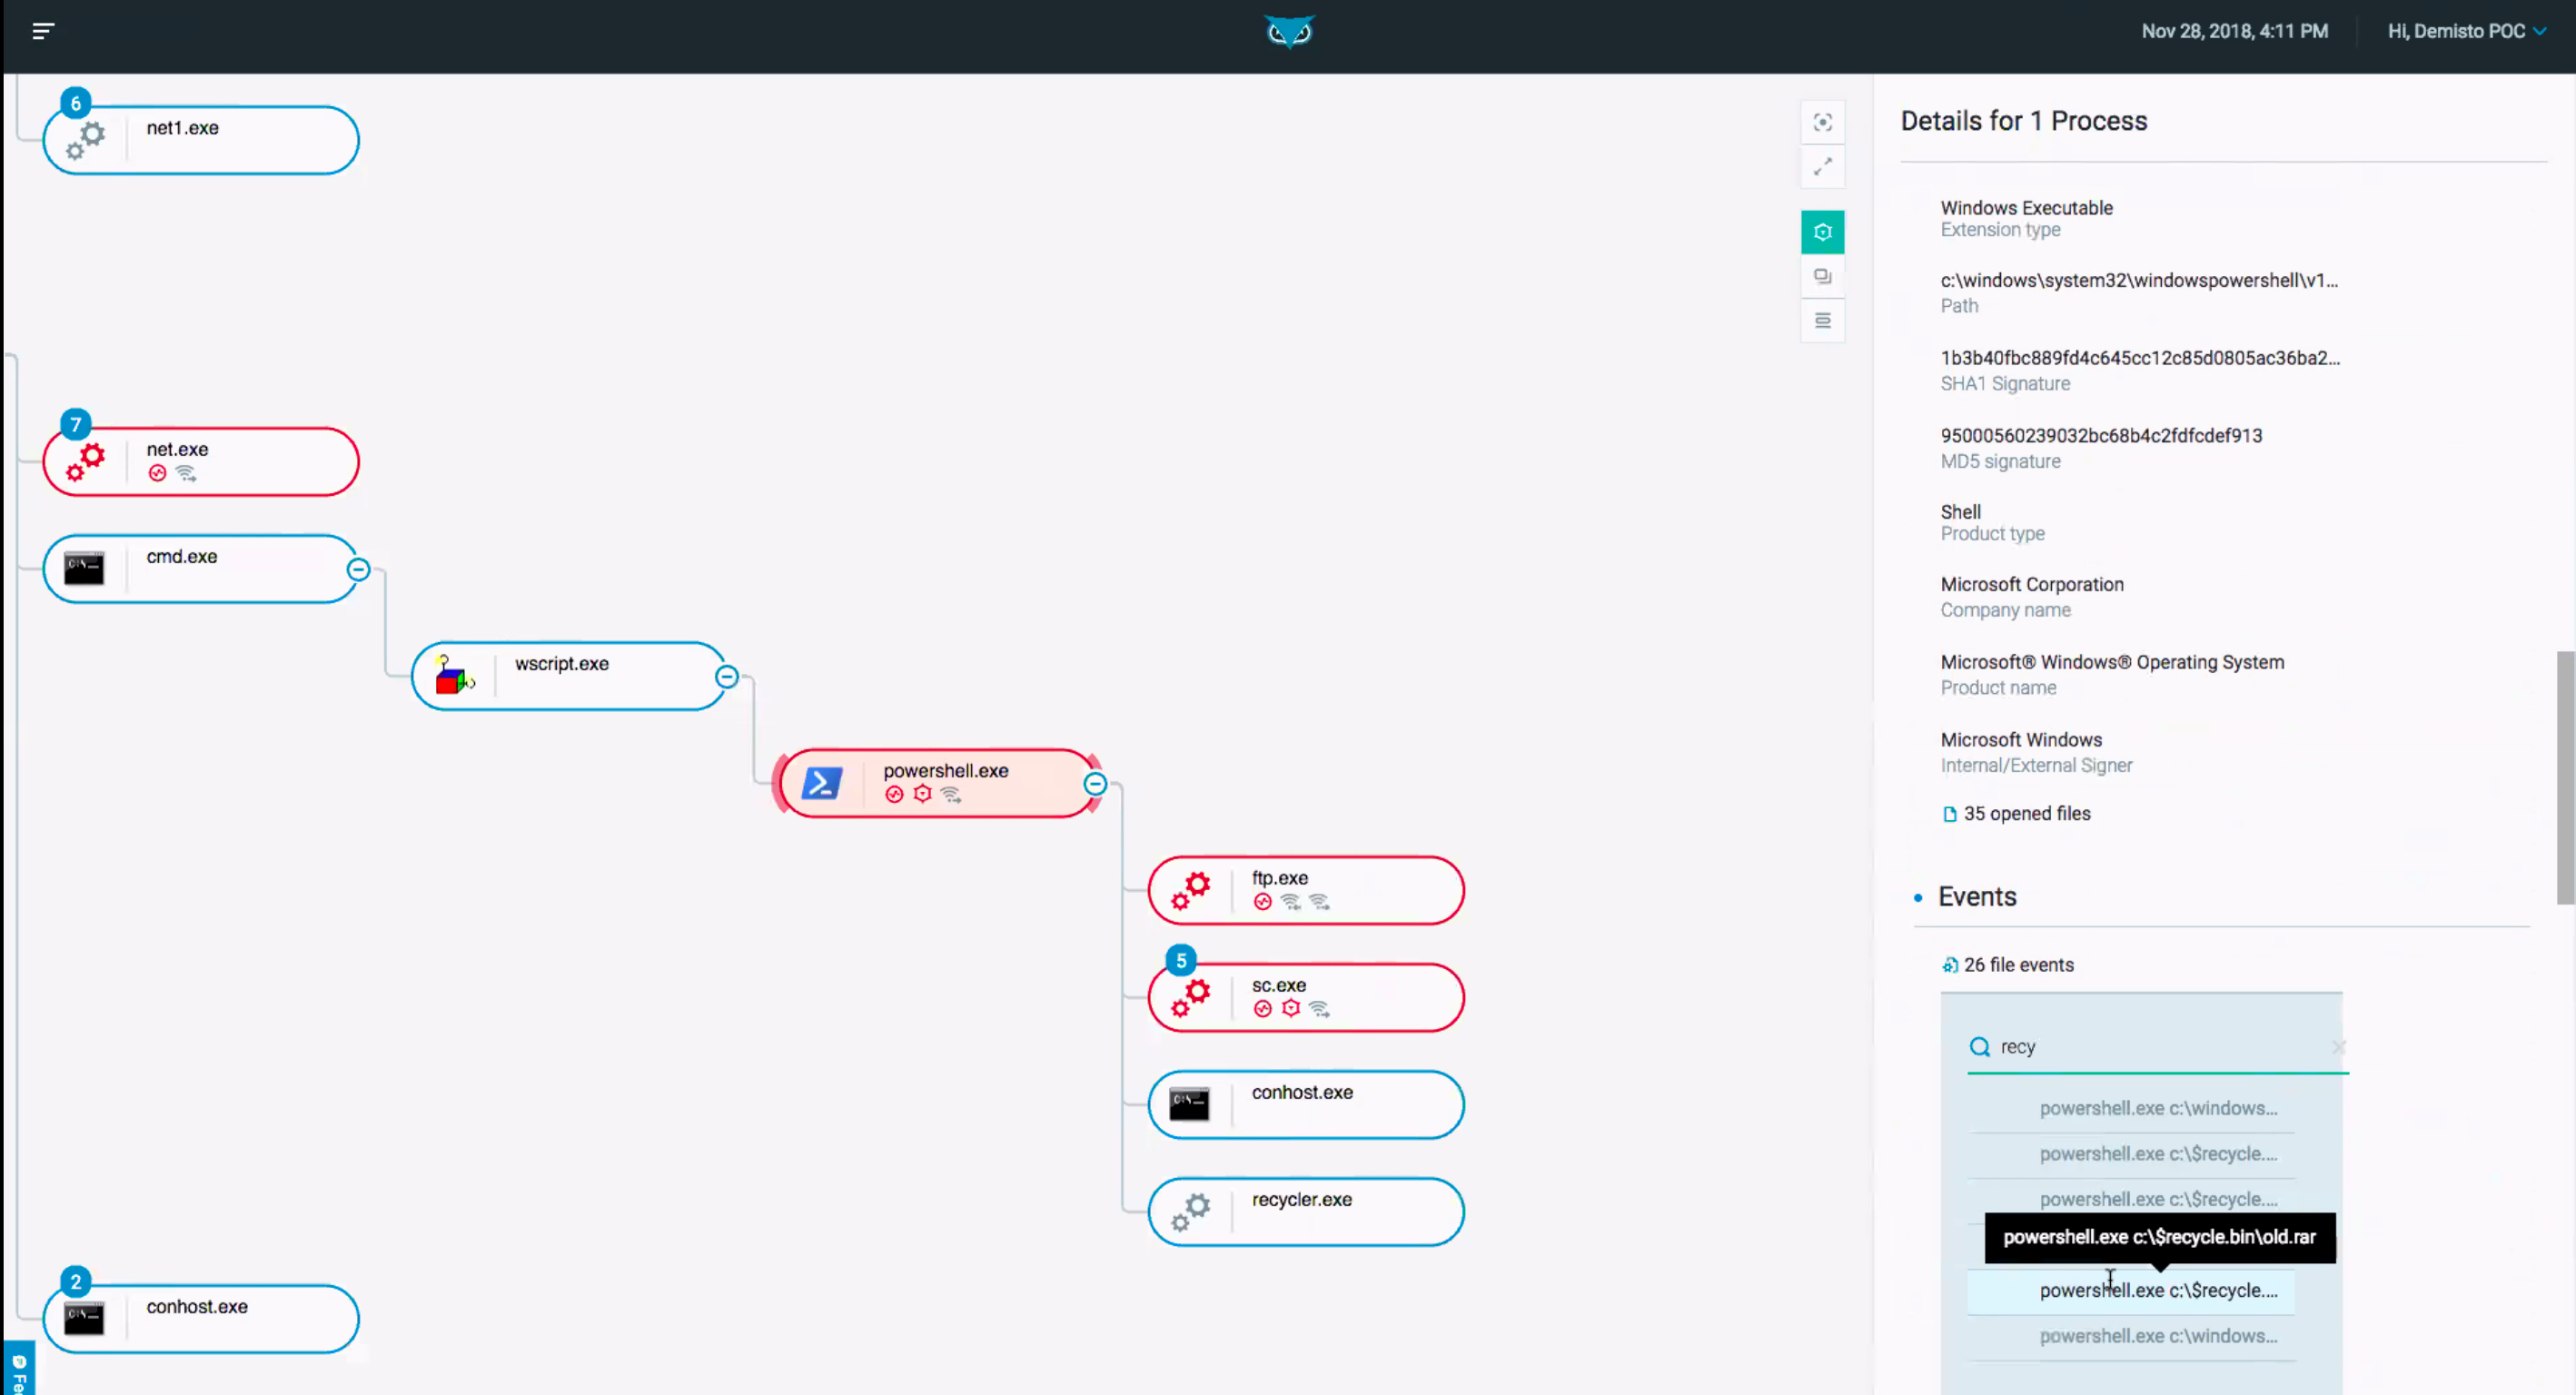 Nov 28, 2018, 4:11 PM
Hi, Demisto POC
6
net1.exe
7
net.exe
cmd.exe
wscript.exe
powershell.exe
ftp.exe
5
sc.exe
conhost.exe
recycler.exe
2
conhost.exe
Details for 1 Process
Windows Executable
Extension type
c:\windows\system32\windowspowershell\v1...
Path
1b3b40fbc889fd4c645cc12c85d0805ac36ba2...
SHA1 Signature
95000560239032bc68b4c2fdfcdef913
MD5 signature
Shell
Product type
Microsoft Corporation
Company name
Microsoft® Windows® Operating System
Product name
Microsoft Windows
Internal/External Signer
35 opened files
Events
26 file events
recy
powershell.exe c:\windows...
powershell.exe c:\$recycle....
powershell.exe c:\$recycle....
powershell.exe c:\$recycle.bin\old.rar
powershell.exe c:\$recycle....
powershell.exe c:\windows...